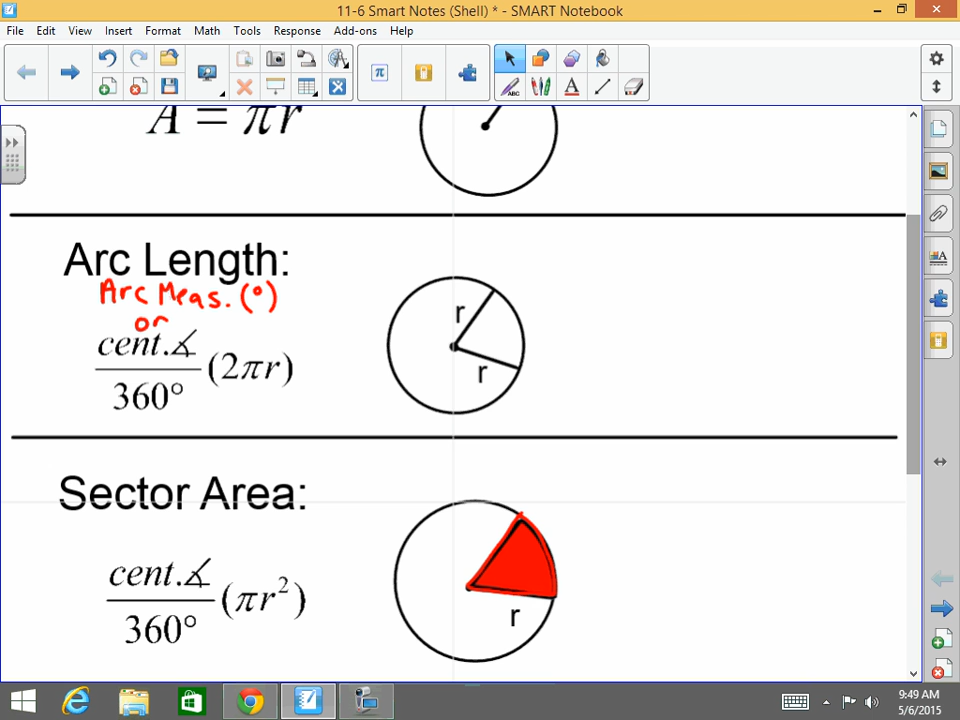 11-6 Smart Notes (Shell) * - SMART Notebook
File Edit View Insert Format Math Tools Response Add-ons Help
A = πr
Arc Length:
Arc Meas. (°)
or
cent.∡
360°
(2πr)
r
r
Sector Area:
cent.∡
360°
(πr²)
r
9:49 AM
5/6/2015